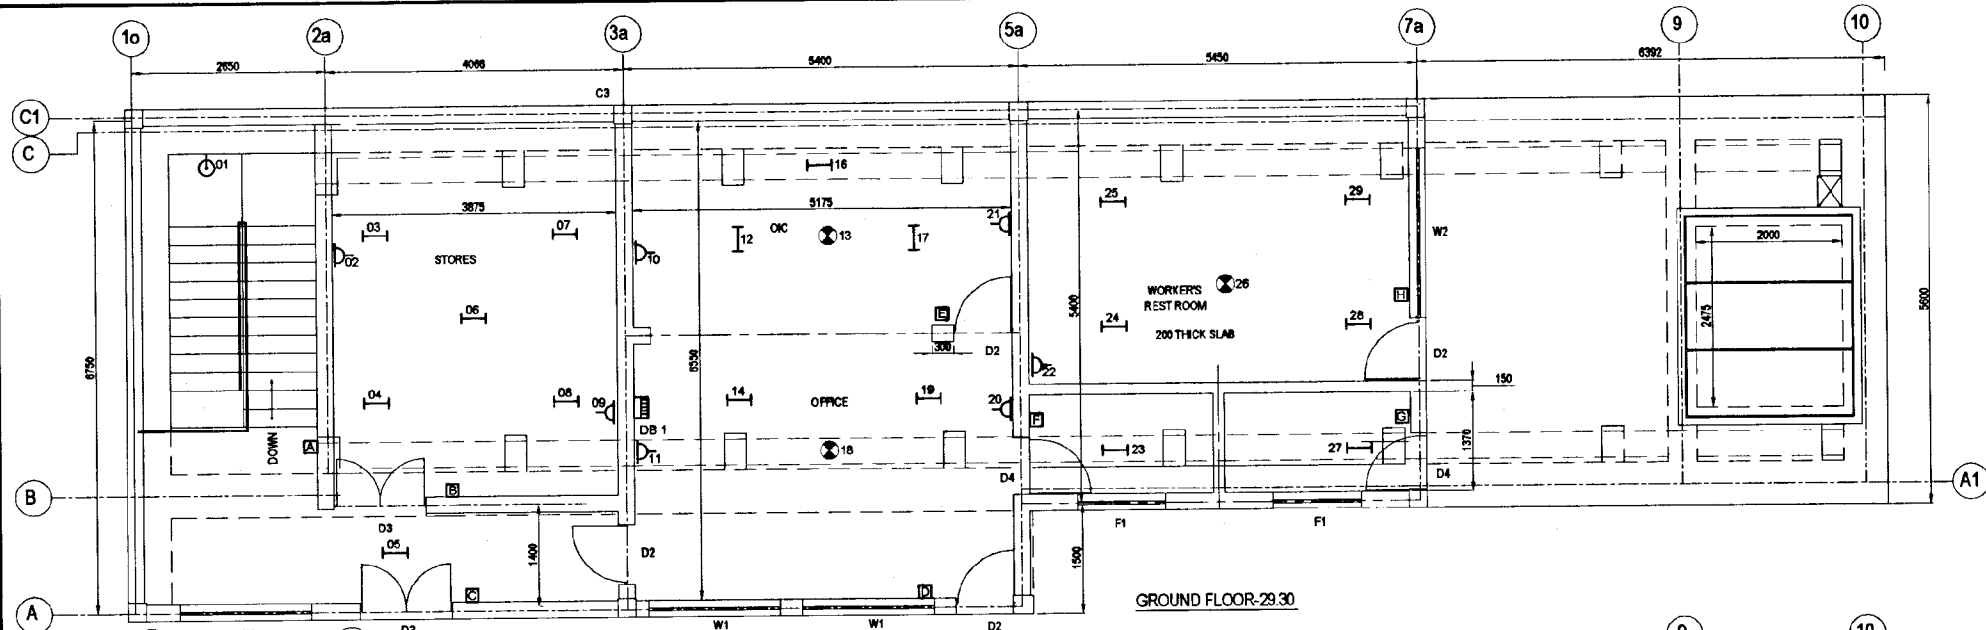 1o 2a 3a 5a 7a 9 10
2650 4066 5400 5450 6392
C3
C1
C
01
16
25 29
3875 5175
03 07 21
OIC
12 13 17
W2
2000
02 STORES 10
WORKER'S
REST ROOM
26
H
5400
24 28
200 THICK SLAB
2475
5600
06
E
300
D2
D2
6750
6550
22
150
04 08 09
14 OFFICE 19 20
DB 1
F G
1370
DOWN
A
11 18
23 27
B
B
D4 D4
A1
D3
F1 F1
05
1400
D2
1500
C
D
A
GROUND FLOOR-29.30
W1 W1 D2
9 10